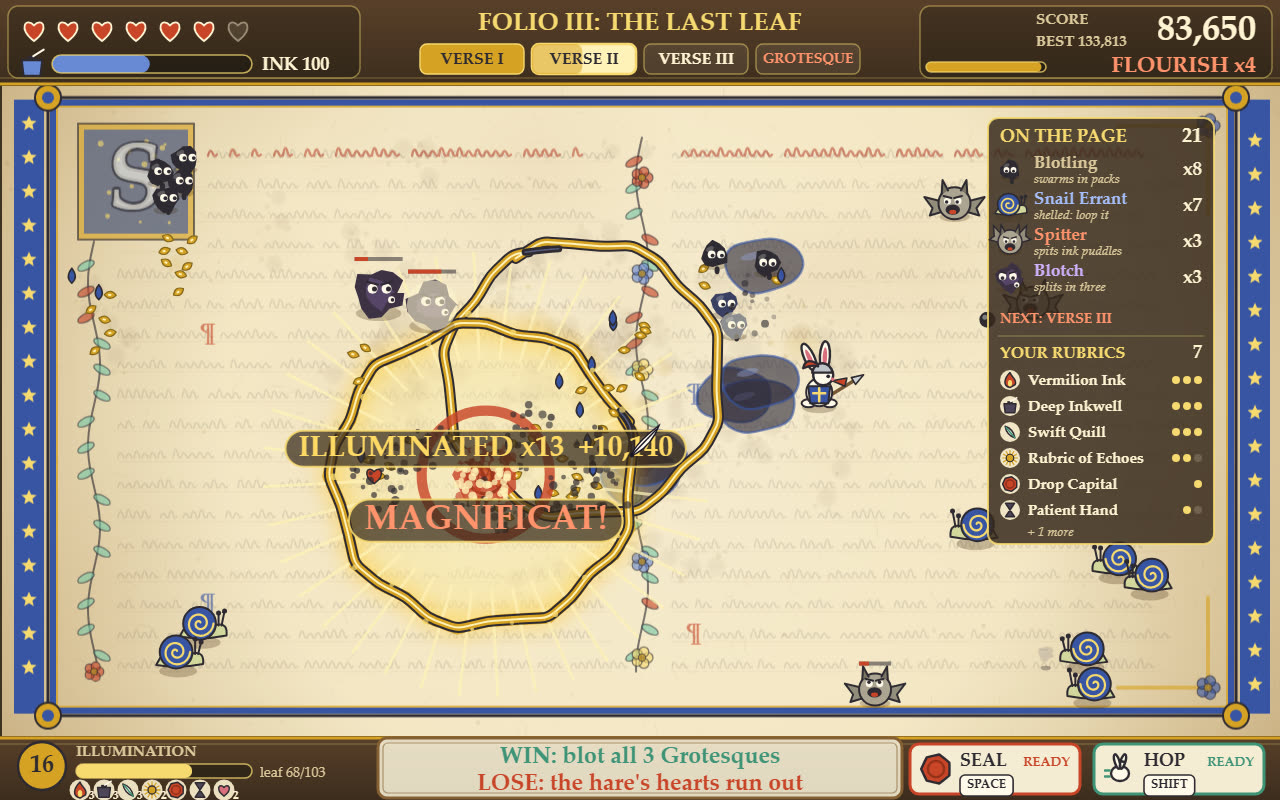 FOLIO III: THE LAST LEAF
INK 100
VERSE I
VERSE II
VERSE III
GROTESQUE
SCORE
83,650
BEST 133,813
FLOURISH x4
S
ON THE PAGE 21
Blotling x8
swarms in packs
Snail Errant x7
shelled: loop it
Spitter x3
spits ink puddles
Blotch x3
splits in three
NEXT: VERSE III
YOUR RUBRICS 7
Vermilion Ink
Deep Inkwell
Swift Quill
Rubric of Echoes
Drop Capital
Patient Hand
+ 1 more
¶
¶
¶
¶
ILLUMINATED x13 +10,140
MAGNIFICAT!
16
ILLUMINATION
leaf 68/103
WIN: blot all 3 Grotesques
LOSE: the hare's hearts run out
SEAL READY
SPACE
HOP READY
SHIFT